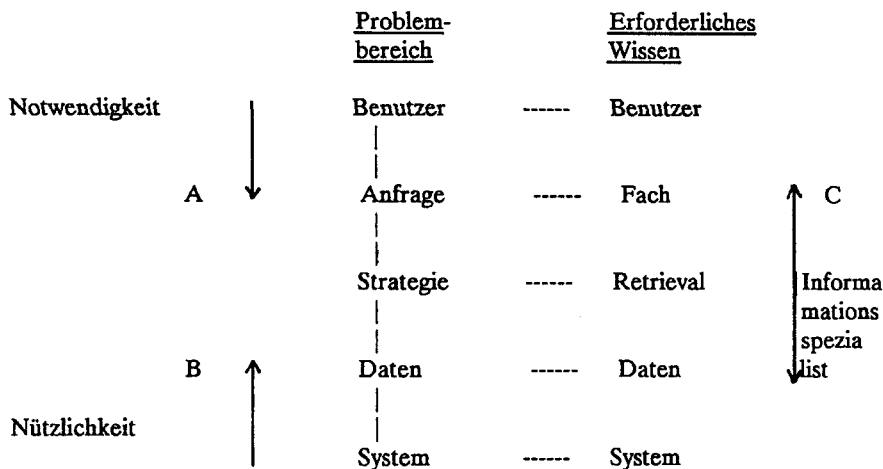 Problem-
bereich
Erforderliches
Wissen
Notwendigkeit
Benutzer ------ Benutzer
A
Anfrage ------ Fach
C
Strategie ------ Retrieval
Informa
mations
spezia
list
B
Daten ------ Daten
Nützlichkeit
System ------ System